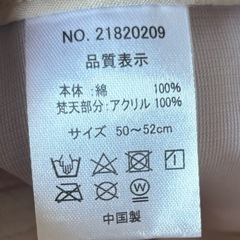 NO. 21820209
品質表示
本体：綿 100%
梵天部分：アクリル 100%
サイズ 50～52cm
中国製